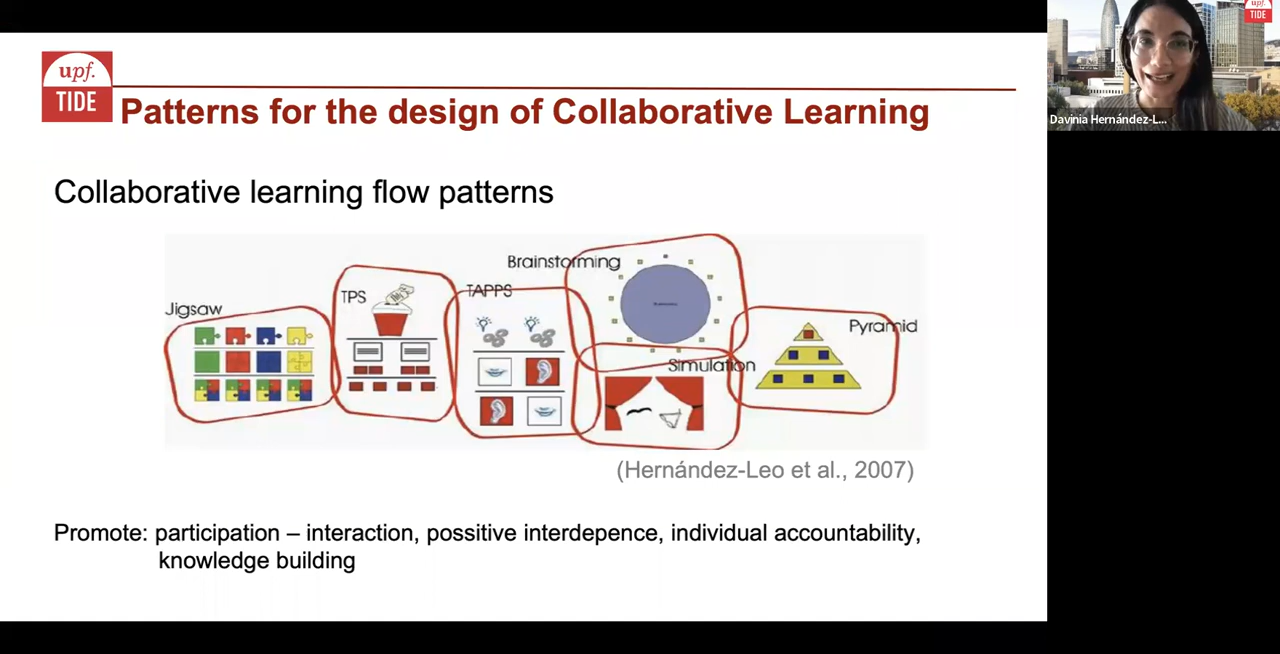 upf.
TIDE
Patterns for the design of Collaborative Learning
Collaborative learning flow patterns
Jigsaw
TPS
TAPPS
Brainstorming
Simulation
Pyramid
(Hernández-Leo et al., 2007)
Promote: participation – interaction, possitive interdepence, individual accountability,
knowledge building
upf.
TIDE
Davinia Hernández-L...